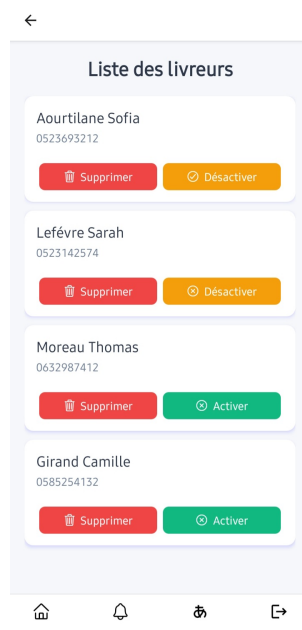 Liste des livreurs
Aourtilane Sofia
0523693212
Supprimer
Désactiver
Lefévre Sarah
0523142574
Supprimer
Désactiver
Moreau Thomas
0632987412
Supprimer
Activer
Girand Camille
0585254132
Supprimer
Activer
あ